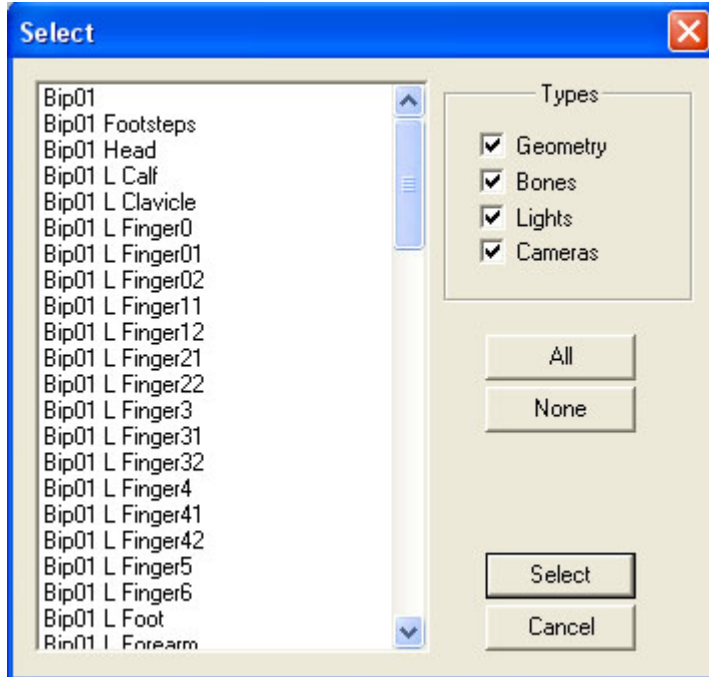 Select
Bip01
Bip01 Footsteps
Bip01 Head
Bip01 L Calf
Bip01 L Clavicle
Bip01 L Finger0
Bip01 L Finger01
Bip01 L Finger02
Bip01 L Finger11
Bip01 L Finger12
Bip01 L Finger21
Bip01 L Finger22
Bip01 L Finger3
Bip01 L Finger31
Bip01 L Finger32
Bip01 L Finger4
Bip01 L Finger41
Bip01 L Finger42
Bip01 L Finger5
Bip01 L Finger6
Bip01 L Foot
Bip01 L Forearm
Types
Geometry
Bones
Lights
Cameras
All
None
Select
Cancel